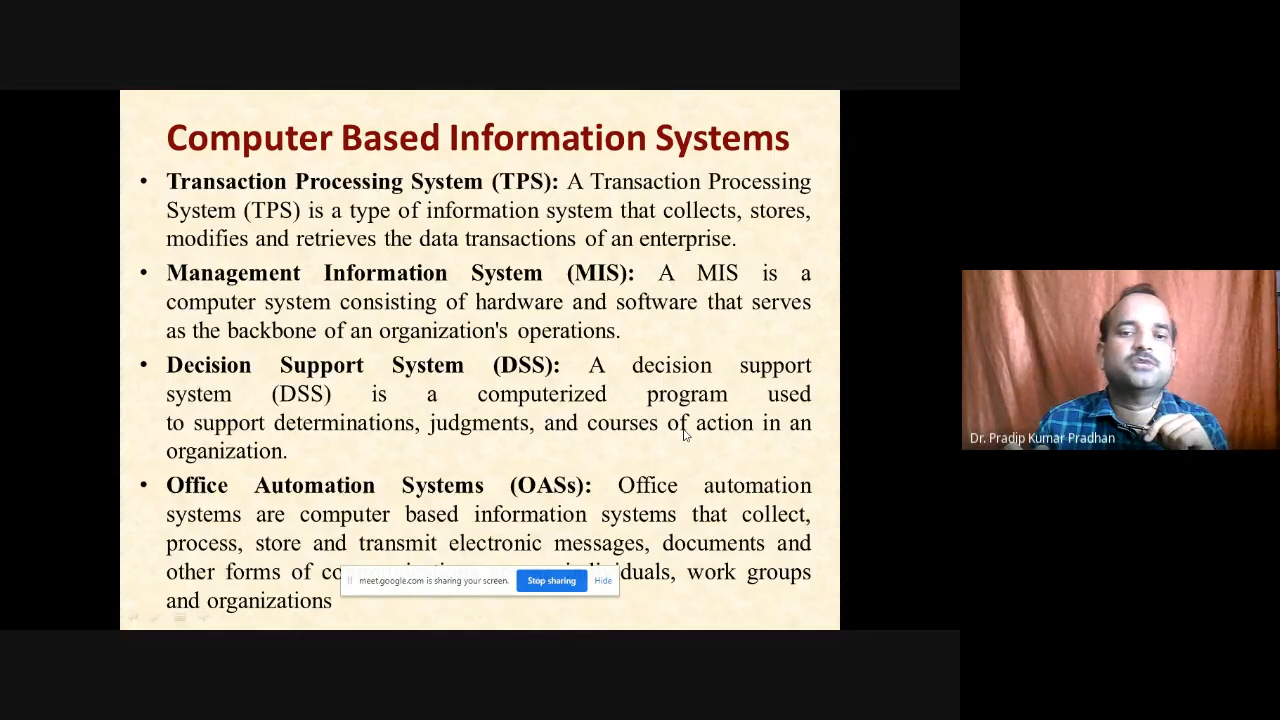 Computer Based Information Systems
• Transaction Processing System (TPS): A Transaction Processing
System (TPS) is a type of information system that collects, stores,
modifies and retrieves the data transactions of an enterprise.
• Management Information System (MIS): A MIS is a
computer system consisting of hardware and software that serves
as the backbone of an organization's operations.
• Decision Support System (DSS): A decision support
system (DSS) is a computerized program used
to support determinations, judgments, and courses of action in an
organization.
• Office Automation Systems (OASs): Office automation
systems are computer based information systems that collect,
process, store and transmit electronic messages, documents and
other forms of work groups
and organizations
meet.google.com is sharing your screen. Stop sharing Hide
Dr. Pradip Kumar Pradhan